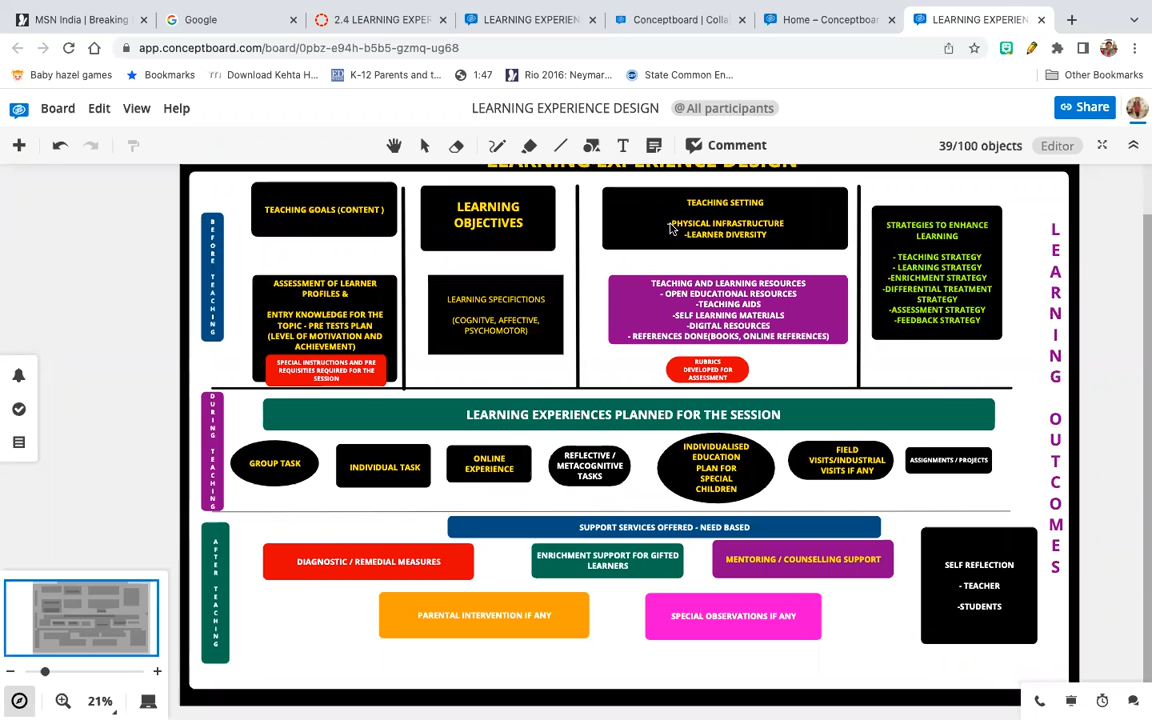 MSN India | Breaking
Google
2.4 LEARNING EXPER
LEARNING EXPERIEN
Conceptboard | Colla
Home – Conceptboar
LEARNING EXPERIEN
app.conceptboard.com/board/0pbz-e94h-b5b5-gzmq-ug68
Baby hazel games
Bookmarks
Download Kehta H...
K-12 Parents and t...
1:47
Rio 2016: Neymar...
State Common En...
Other Bookmarks
Board
Edit
View
Help
LEARNING EXPERIENCE DESIGN
@All participants
Share
Comment
39/100 objects
Editor
LEARNING EXPERIENCE DESIGN
BEFORE TEACHING
TEACHING GOALS (CONTENT )
LEARNING
OBJECTIVES
TEACHING SETTING
-PHYSICAL INFRASTRUCTURE
-LEARNER DIVERSITY
STRATEGIES TO ENHANCE
LEARNING
- TEACHING STRATEGY
- LEARNING STRATEGY
-ENRICHMENT STRATEGY
-DIFFERENTIAL TREATMENT
STRATEGY
-ASSESSMENT STRATEGY
-FEEDBACK STRATEGY
ASSESSMENT OF LEARNER
PROFILES &
ENTRY KNOWLEDGE FOR THE
TOPIC - PRE TESTS PLAN
(LEVEL OF MOTIVATION AND
ACHIEVEMENT)
SPECIAL INSTRUCTIONS AND PRE
REQUISITIES REQUIRED FOR THE
SESSION
LEARNING SPECIFICTIONS
(COGNITVE, AFFECTIVE,
PSYCHOMOTOR)
TEACHING AND LEARNING RESOURCES
- OPEN EDUCATIONAL RESOURCES
-TEACHING AIDS
-SELF LEARNING MATERIALS
-DIGITAL RESOURCES
- REFERENCES DONE(BOOKS, ONLINE REFERENCES)
RUBRICS
DEVELOPED FOR
ASSESSMENT
LEARNING OUTCOMES
DURING TEACHING
LEARNING EXPERIENCES PLANNED FOR THE SESSION
GROUP TASK
INDIVIDUAL TASK
ONLINE
EXPERIENCE
REFLECTIVE /
METACOGNITIVE
TASKS
INDIVIDUALISED
EDUCATION
PLAN FOR
SPECIAL
CHILDREN
FIELD
VISITS/INDUSTRIAL
VISITS IF ANY
ASSIGNMENTS / PROJECTS
AFTER TEACHING
SUPPORT SERVICES OFFERED - NEED BASED
DIAGNOSTIC / REMEDIAL MEASURES
ENRICHMENT SUPPORT FOR GIFTED
LEARNERS
MENTORING / COUNSELLING SUPPORT
PARENTAL INTERVENTION IF ANY
SPECIAL OBSERVATIONS IF ANY
SELF REFLECTION
- TEACHER
-STUDENTS
21%